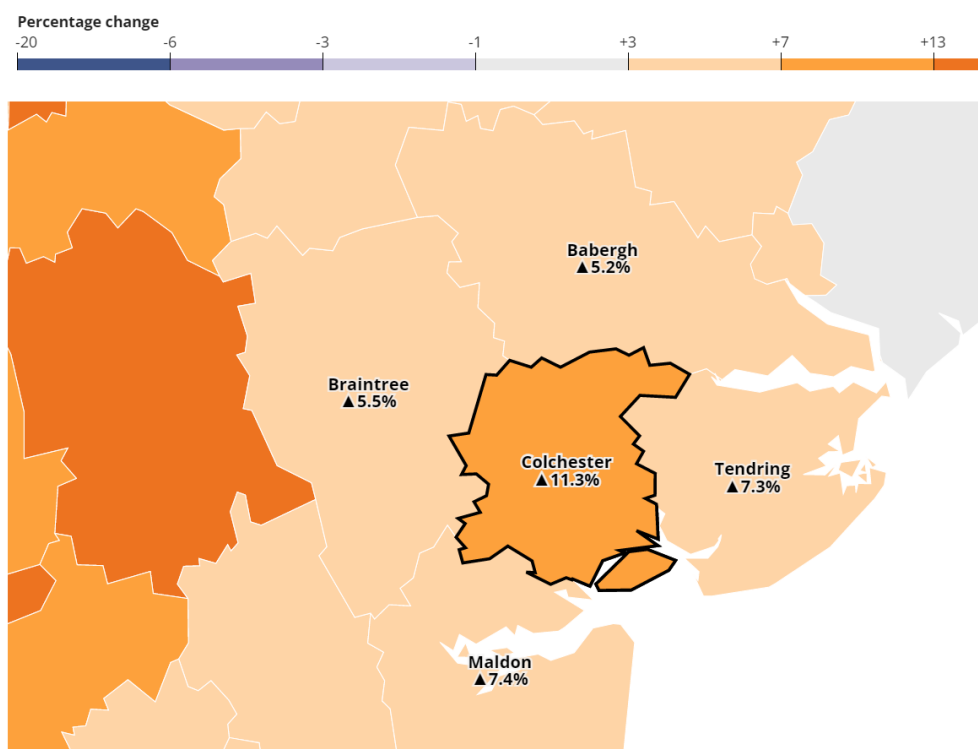 Percentage change
-20 -6 -3 -1 +3 +7 +13
Babergh
▲5.2%
Braintree
▲5.5%
Colchester
▲11.3%
Tendring
▲7.3%
Maldon
▲7.4%